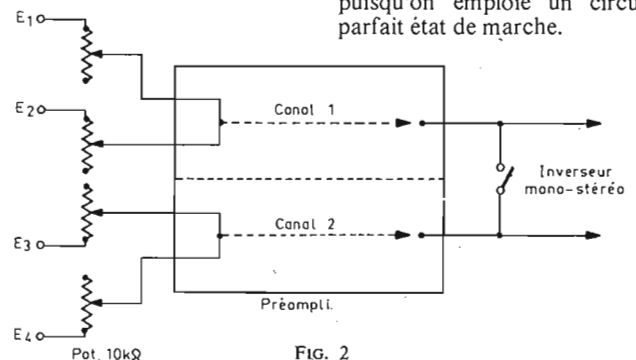 puisqu'on emploie un circu
parfait état de marche.
E1
E2
E3
E4
Canal 1
Canal 2
Inverseur
mono-stéréo
Préampli.
Pot. 10kΩ
FIG. 2